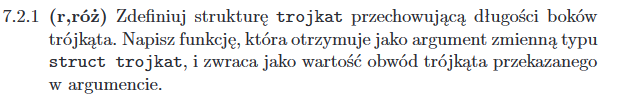 7.2.1 (r,róż) Zdefiniuj strukturę trojkat przechowującą długości boków
trójkąta. Napisz funkcję, która otrzymuje jako argument zmienną typu
struct trojkat, i zwraca jako wartość obwód trójkąta przekazanego
w argumencie.